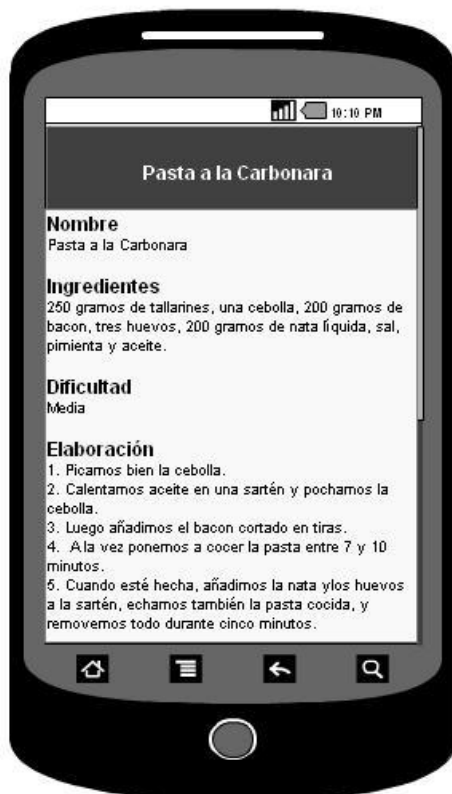 10:10 PM
Pasta a la Carbonara
Nombre
Pasta a la Carbonara
Ingredientes
250 gramos de tallarines, una cebolla, 200 gramos de
bacon, tres huevos, 200 gramos de nata líquida, sal,
pimienta y aceite.
Dificultad
Media
Elaboración
1. Picamos bien la cebolla.
2. Calentamos aceite en una sartén y pochamos la
cebolla.
3. Luego añadimos el bacon cortado en tiras.
4. A la vez ponemos a cocer la pasta entre 7 y 10
minutos.
5. Cuando esté hecha, añadimos la nata ylos huevos
a la sartén, echamos también la pasta cocida, y
removemos todo durante cinco minutos.